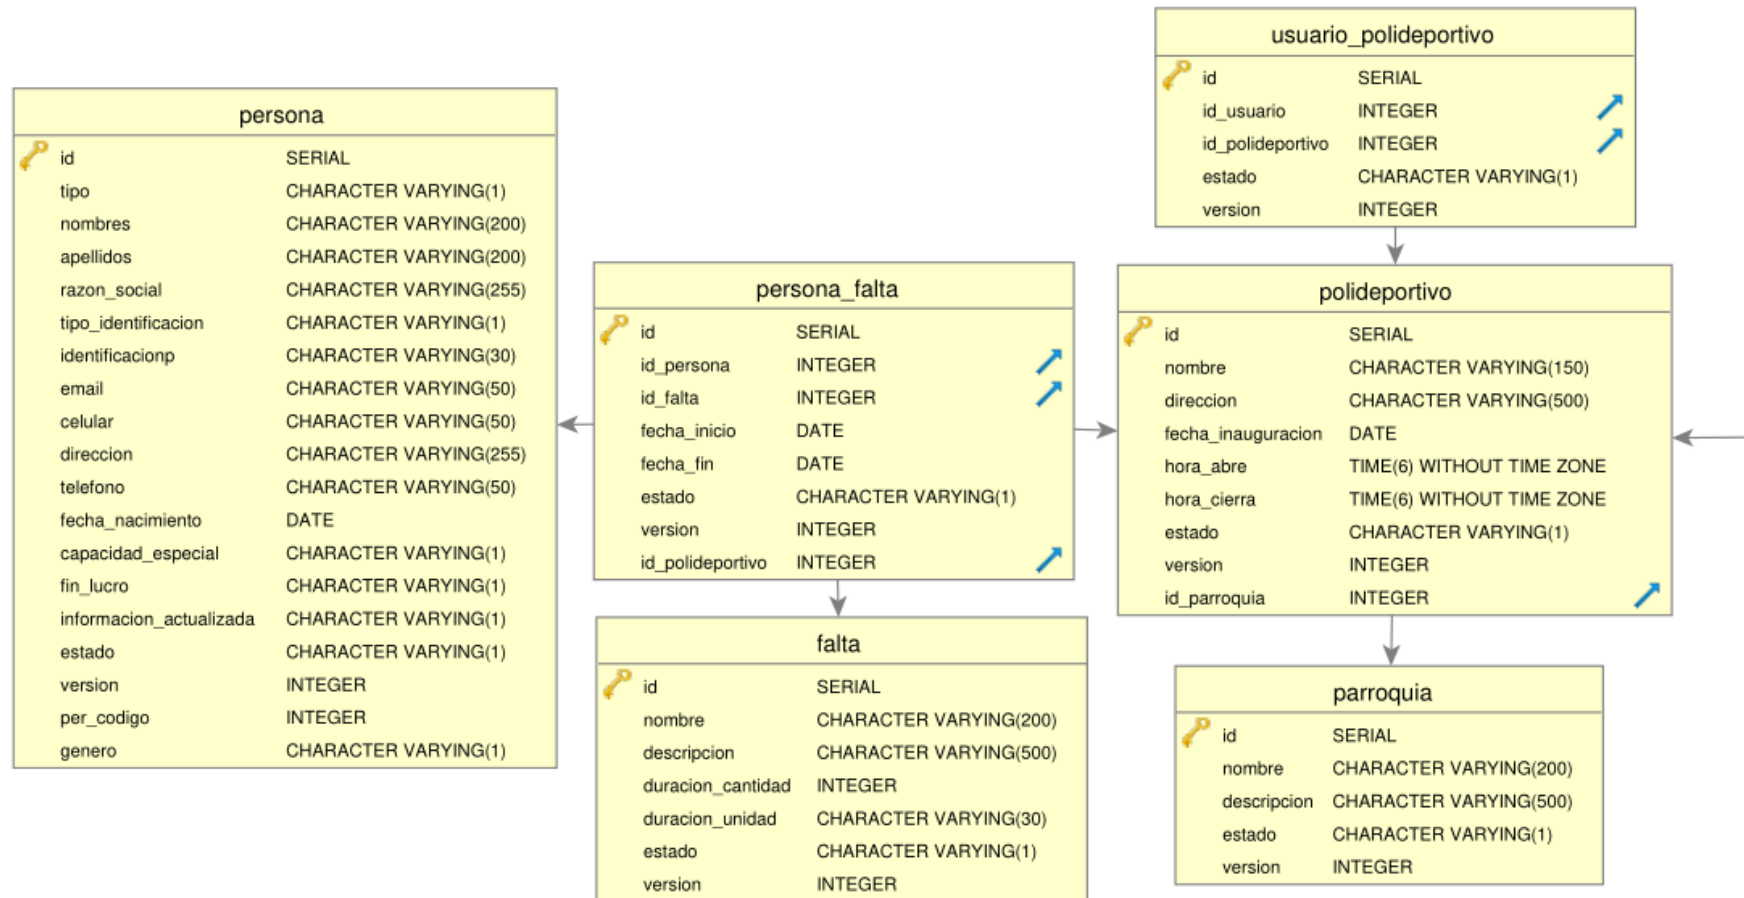 persona
id SERIAL
tipo CHARACTER VARYING(1)
nombres CHARACTER VARYING(200)
apellidos CHARACTER VARYING(200)
razon_social CHARACTER VARYING(255)
tipo_identificacion CHARACTER VARYING(1)
identificacionp CHARACTER VARYING(30)
email CHARACTER VARYING(50)
celular CHARACTER VARYING(50)
direccion CHARACTER VARYING(255)
telefono CHARACTER VARYING(50)
fecha_nacimiento DATE
capacidad_especial CHARACTER VARYING(1)
fin_lucro CHARACTER VARYING(1)
informacion_actualizada CHARACTER VARYING(1)
estado CHARACTER VARYING(1)
version INTEGER
per_codigo INTEGER
genero CHARACTER VARYING(1)
persona_falta
id SERIAL
id_persona INTEGER
id_falta INTEGER
fecha_inicio DATE
fecha_fin DATE
estado CHARACTER VARYING(1)
version INTEGER
id_polideportivo INTEGER
falta
id SERIAL
nombre CHARACTER VARYING(200)
descripcion CHARACTER VARYING(500)
duracion_cantidad INTEGER
duracion_unidad CHARACTER VARYING(30)
estado CHARACTER VARYING(1)
version INTEGER
usuario_polideportivo
id SERIAL
id_usuario INTEGER
id_polideportivo INTEGER
estado CHARACTER VARYING(1)
version INTEGER
polideportivo
id SERIAL
nombre CHARACTER VARYING(150)
direccion CHARACTER VARYING(500)
fecha_inauguracion DATE
hora_abre TIME(6) WITHOUT TIME ZONE
hora_cierra TIME(6) WITHOUT TIME ZONE
estado CHARACTER VARYING(1)
version INTEGER
id_parroquia INTEGER
parroquia
id SERIAL
nombre CHARACTER VARYING(200)
descripcion CHARACTER VARYING(500)
estado CHARACTER VARYING(1)
version INTEGER